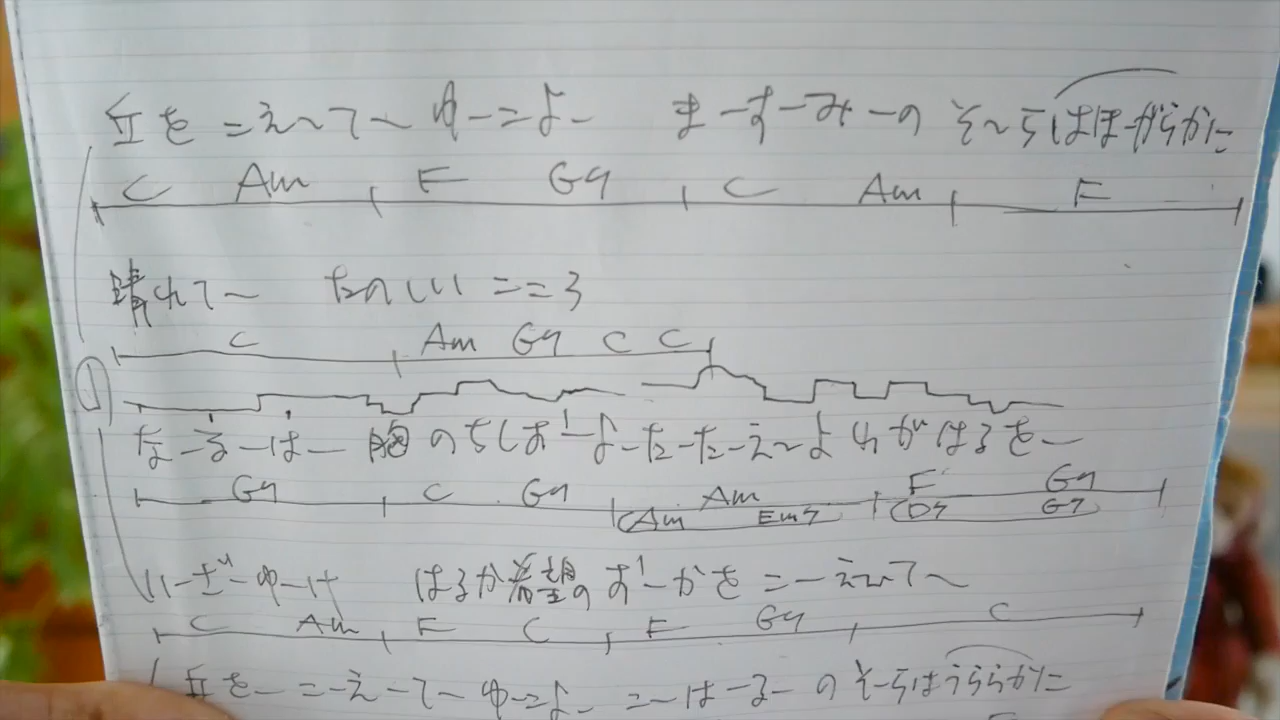 丘を こえ〜て〜 ゆーこよー ま ー す ー み ー の そ〜らはほーがらかに
C Am F G7 C Am F
晴れて〜 たのしい こころ
C Am G7 C C
①
な ー る ー は ー 胸 の ちしおーよーた ー た ー え〜よ わ が はるをー
G7 C G7 Am F G7
(Am Em7) (D7 G7)
い ー ざ ー ゆ ー け はるか希望の おーかを こ ー えて〜
C Am F C F G7 C
丘をー こ ー え ー て〜 ゆーこよー こ ー は ー る ー の そーらはうららかに
F